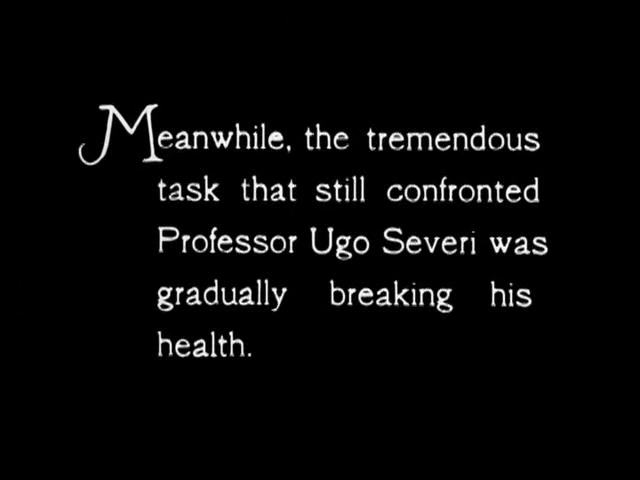 Meanwhile, the tremendous
task that still confronted
Professor Ugo Severi was
gradually breaking his
health.